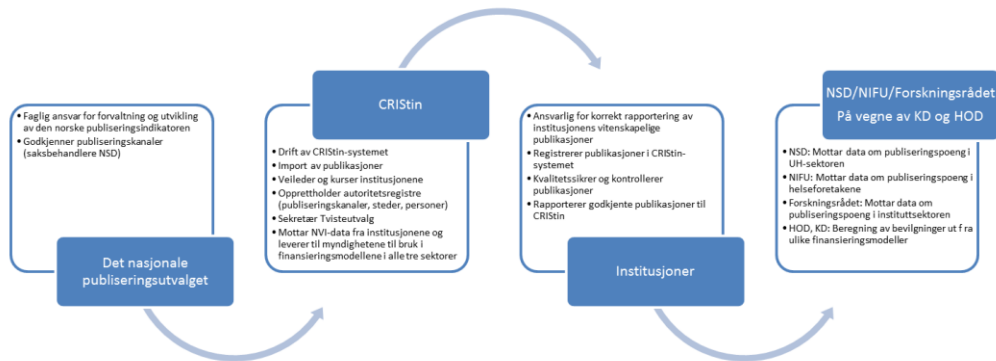 • Faglig ansvar for forvaltning og utvikling
av den norske publiseringsindikatoren
• Godkjenner publiseringskanaler
(saksbehandlere NSD)
Det nasjonale
publiseringsutvalget
CRIStin
• Drift av CRIStin-systemet
• Import av publikasjoner
• Veileder og kurser institusjonene
• Opprettholder autoritetsregistre
(publiseringskanaler, steder, personer)
• Sekretær Tvisteutvalg
• Mottar NVI-data fra institusjonene og
leverer til myndighetene til bruk i
finansieringsmodellene i alle tre sektorer
• Ansvarlig for korrekt rapportering av
institusjonens vitenskapelige
publikasjoner
• Registrerer publikasjoner i CRIStin-
systemet
• Kvalitetssikrer og kontrollerer
publikasjoner
• Rapporterer godkjente publikasjoner til
CRIStin
Institusjoner
NSD/NIFU/Forskningsrådet
På vegne av KD og HOD
• NSD: Mottar data om publiseringspoeng i
UH-sektoren
• NIFU: Mottar data om publiseringspoeng i
helseforetakene
• Forskningsrådet: Mottar data om
publiseringspoeng i instituttsektoren
• HOD, KD: Beregning av bevilgninger ut fra
ulike finansieringsmodeller